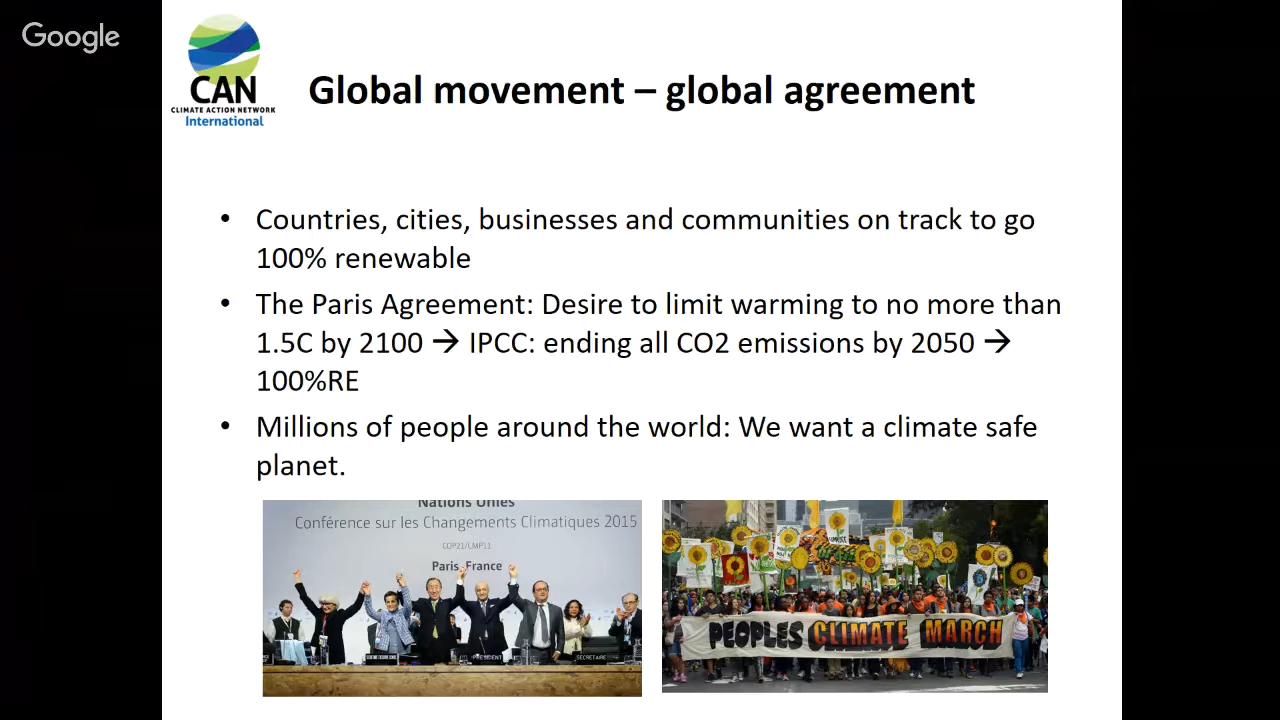 Google
CAN
CLIMATE ACTION NETWORK
International
Global movement – global agreement
• Countries, cities, businesses and communities on track to go
100% renewable
• The Paris Agreement: Desire to limit warming to no more than
1.5C by 2100 → IPCC: ending all CO2 emissions by 2050 →
100%RE
• Millions of people around the world: We want a climate safe
planet.
Nations Unies
Conférence sur les Changements Climatiques 2015
COP21/CMP11
Paris, France
PRESIDENT
SECRETAIRE
PEOPLES CLIMATE MARCH